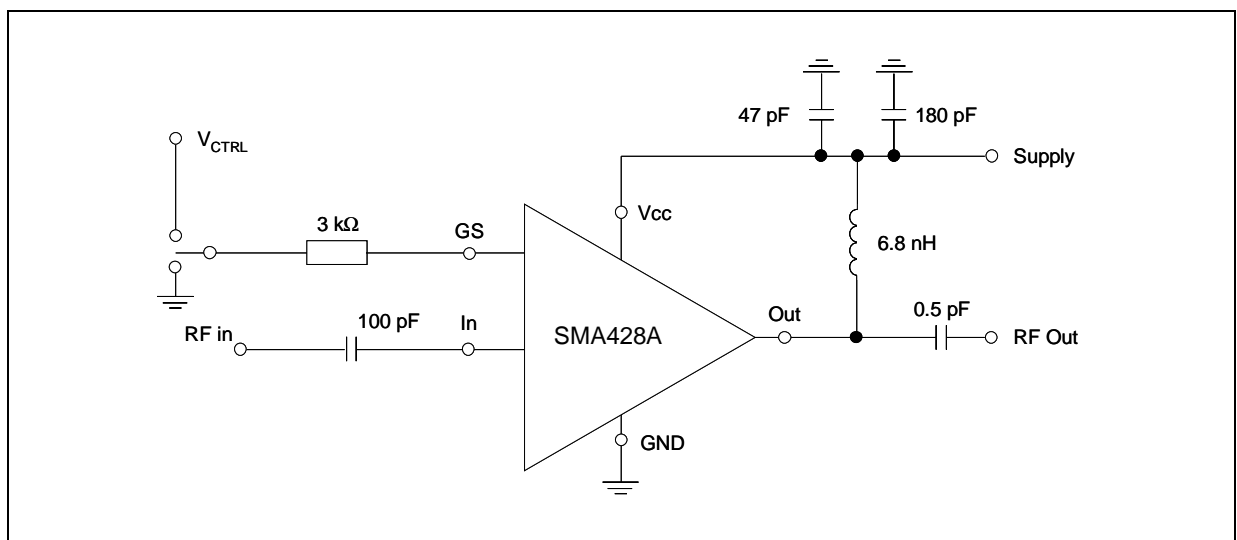 47 pF
180 pF
V_CTRL
Supply
Vcc
3 kΩ
GS
6.8 nH
Out
0.5 pF
RF in
100 pF
In
SMA428A
RF Out
GND